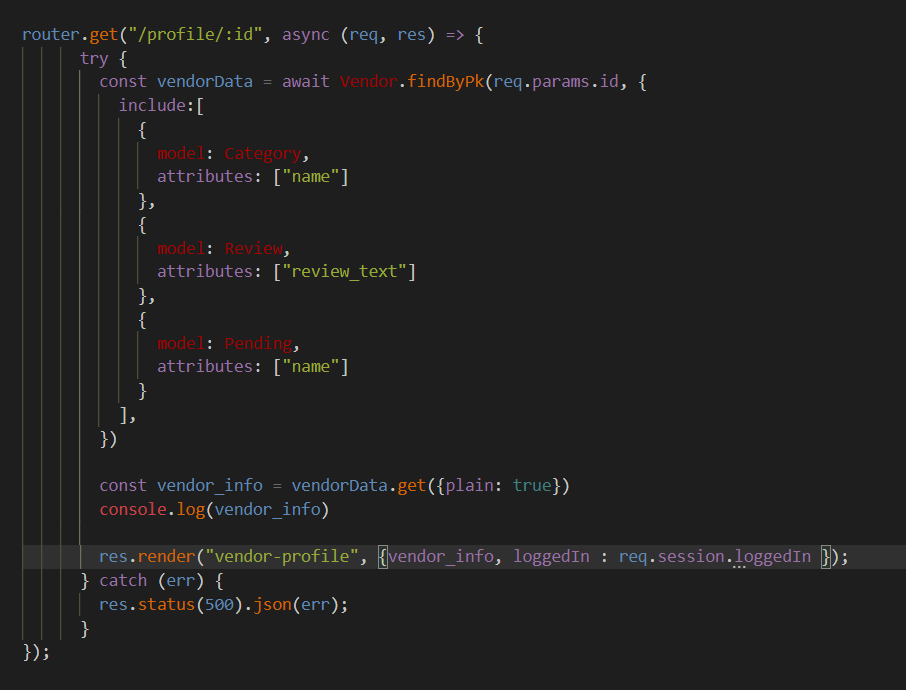 router.get("/profile/:id", async (req, res) => {
try {
const vendorData = await Vendor.findByPk(req.params.id, {
include:[
{
model: Category,
attributes: ["name"]
},
{
model: Review,
attributes: ["review_text"]
},
{
model: Pending,
attributes: ["name"]
}
],
})
const vendor_info = vendorData.get({plain: true})
console.log(vendor_info)
res.render("vendor-profile", {vendor_info, loggedIn : req.session.loggedIn });
} catch (err) {
res.status(500).json(err);
}
});